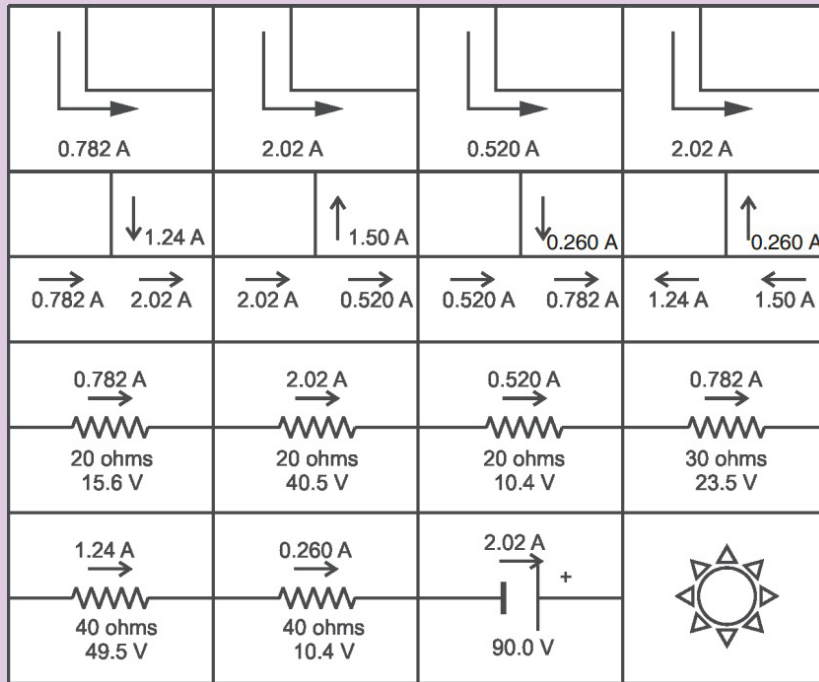 0.782 A 2.02 A 0.520 A 2.02 A
1.24 A 1.50 A 0.260 A 0.260 A
0.782 A 2.02 A 2.02 A 0.520 A 0.520 A 0.782 A 1.24 A 1.50 A
0.782 A 2.02 A 0.520 A 0.782 A
20 ohms 20 ohms 20 ohms 30 ohms
15.6 V 40.5 V 10.4 V 23.5 V
1.24 A 0.260 A 2.02 A
+
40 ohms 40 ohms
49.5 V 10.4 V 90.0 V